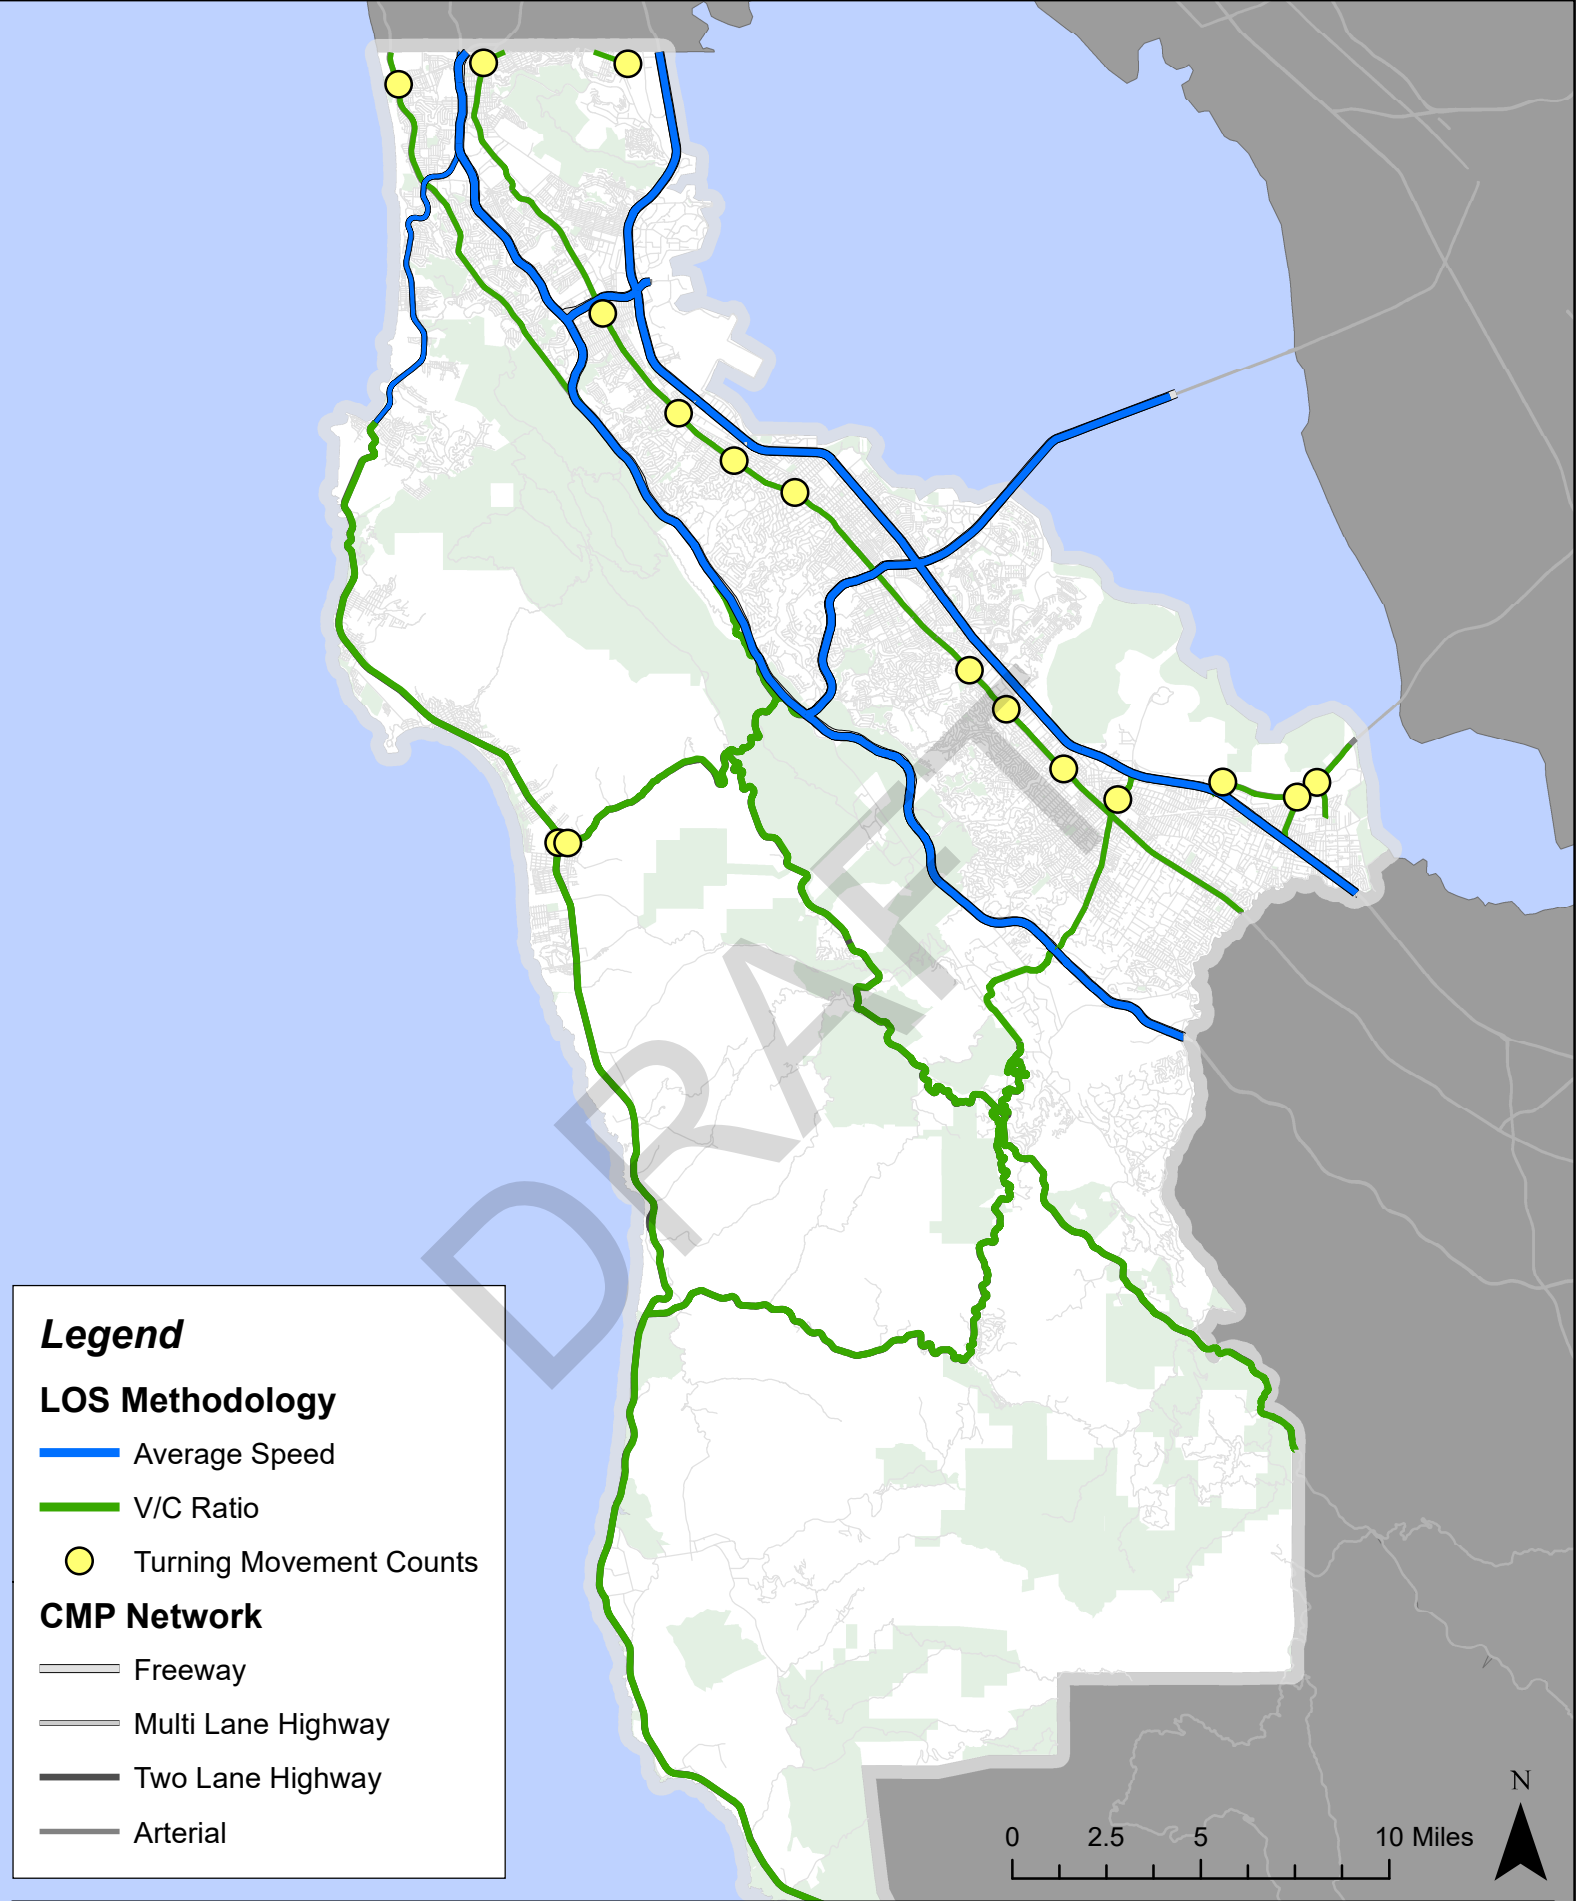 DRAFT
Legend
LOS Methodology
Average Speed
V/C Ratio
Turning Movement Counts
CMP Network
Freeway
Multi Lane Highway
Two Lane Highway
Arterial
N
0 2.5 5 10 Miles